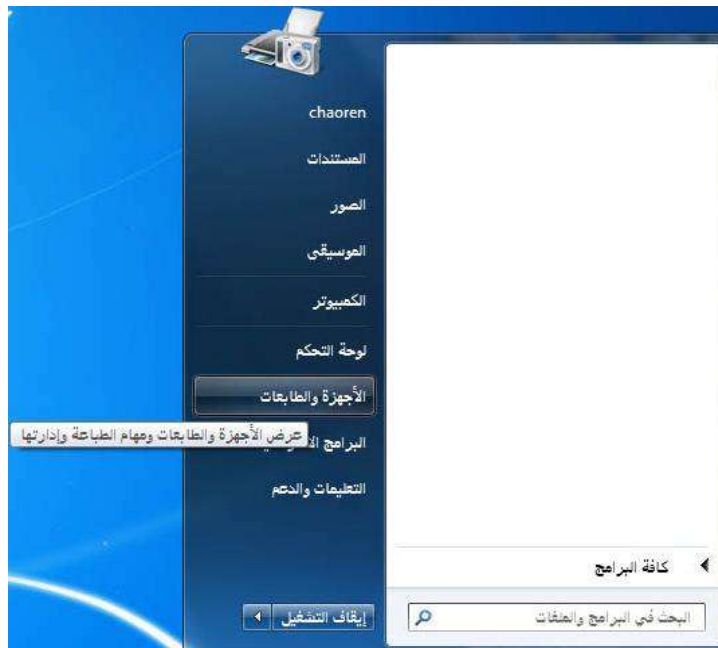 chaoren
المستندات
الصور
الموسيقى
الكمبيوتر
لوحة التحكم
الأجهزة والطابعات
عرض الأجهزة والطابعات ومهام الطباعة وإدارتها
البرامج
التعليمات والدعم
كافة البرامج
إيقاف التشغيل
البحث في البرامج والملفات